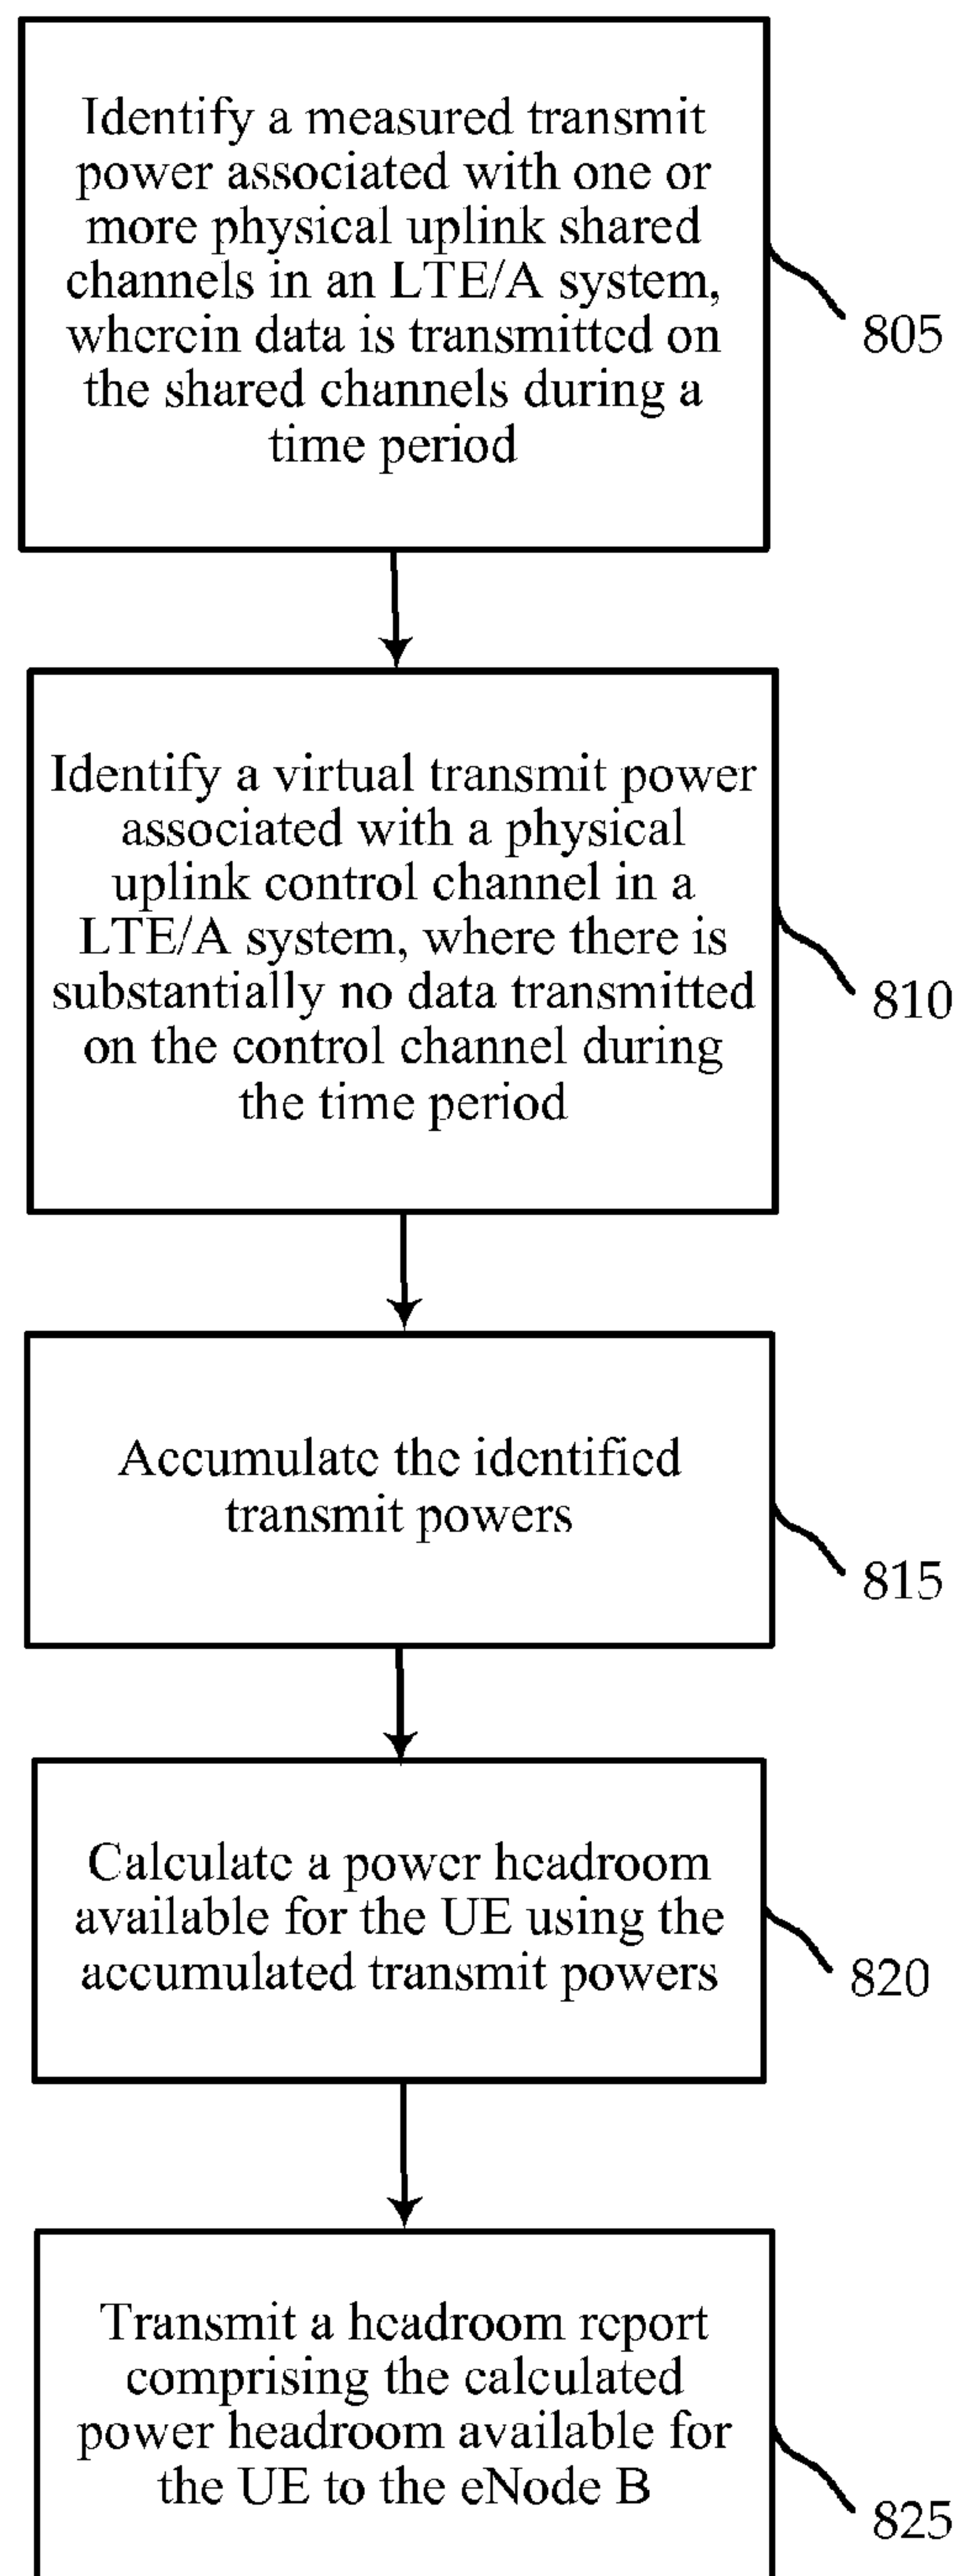 Identify a measured transmit
power associated with one or
more physical uplink shared
channels in an LTE/A system,
wherein data is transmitted on
the shared channels during a
time period
805
Identify a virtual transmit power
associated with a physical
uplink control channel in a
LTE/A system, where there is
substantially no data transmitted
on the control channel during
the time period
810
Accumulate the identified
transmit powers
815
Calculate a power headroom
available for the UE using the
accumulated transmit powers
820
Transmit a headroom report
comprising the calculated
power headroom available for
the UE to the eNode B
825